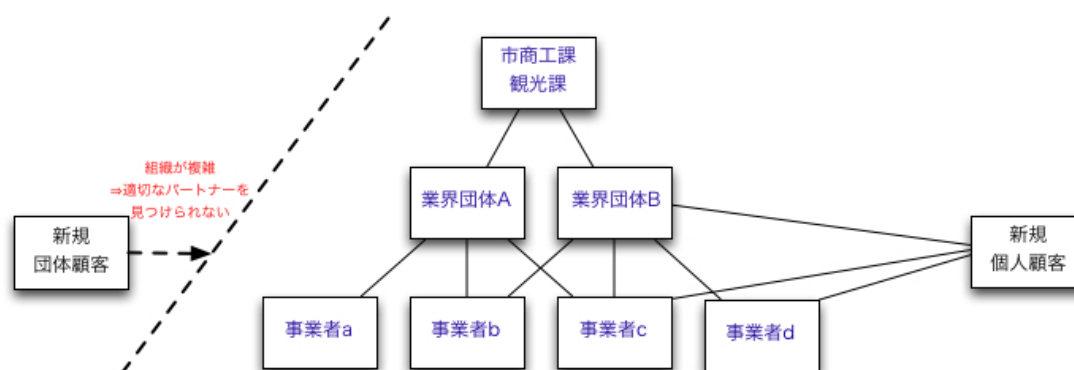 市商工課
観光課
組織が複雑
⇒適切なパートナーを
見つけられない
業界団体A
業界団体B
新規
団体顧客
新規
個人顧客
事業者a
事業者b
事業者c
事業者d